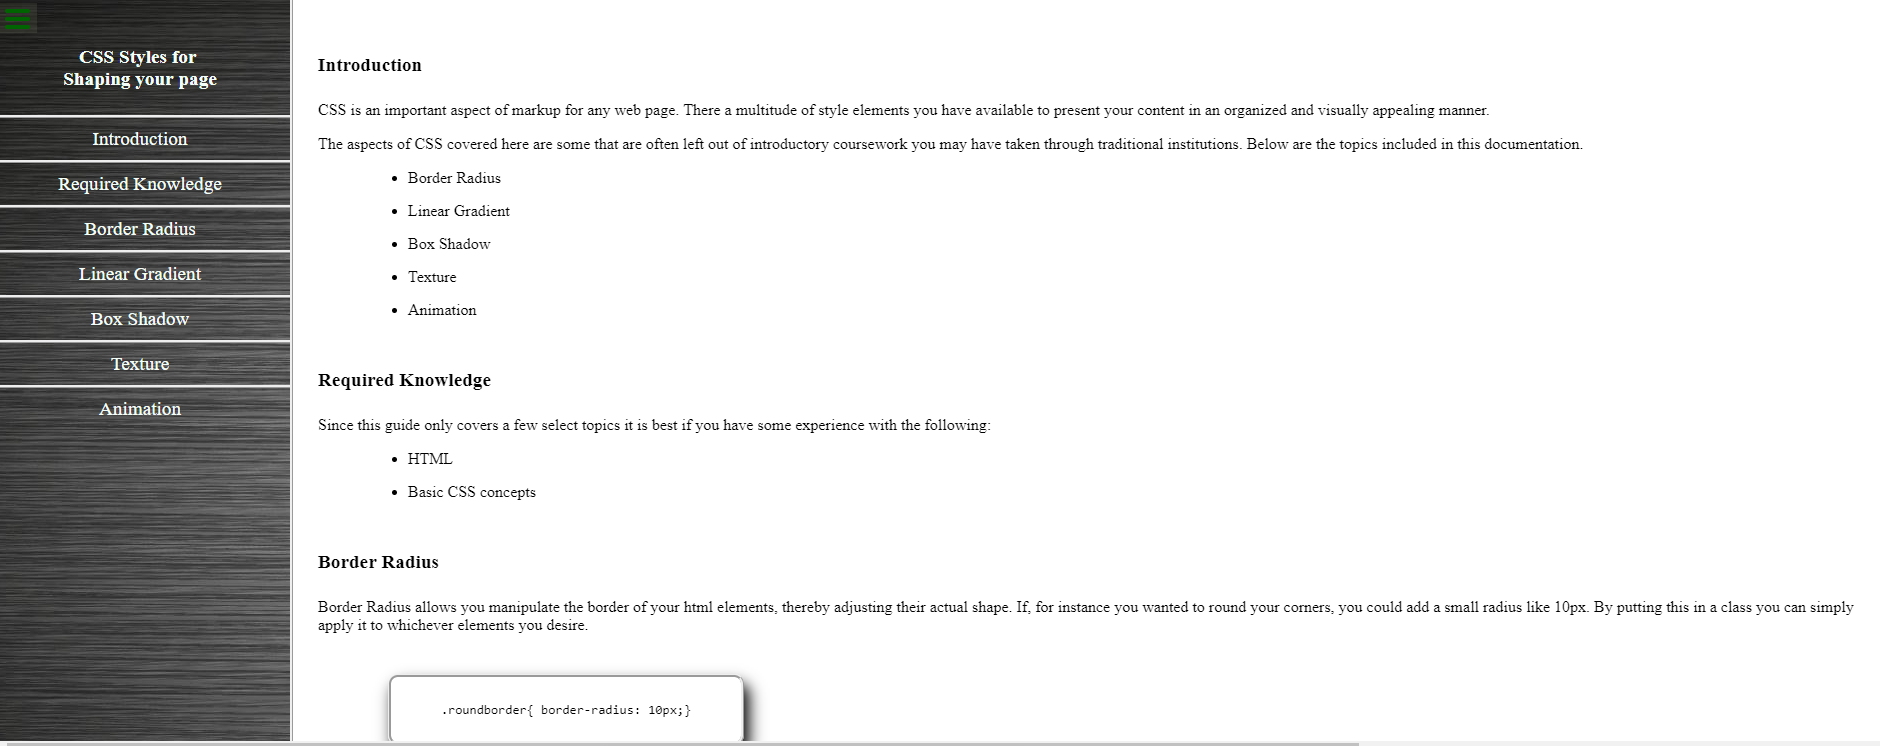 CSS Styles for
Shaping your page
Introduction
Required Knowledge
Border Radius
Linear Gradient
Box Shadow
Texture
Animation
Introduction
CSS is an important aspect of markup for any web page. There a multitude of style elements you have available to present your content in an organized and visually appealing manner.
The aspects of CSS covered here are some that are often left out of introductory coursework you may have taken through traditional institutions. Below are the topics included in this documentation.
• Border Radius
• Linear Gradient
• Box Shadow
• Texture
• Animation
Required Knowledge
Since this guide only covers a few select topics it is best if you have some experience with the following:
• HTML
• Basic CSS concepts
Border Radius
Border Radius allows you manipulate the border of your html elements, thereby adjusting their actual shape. If, for instance you wanted to round your corners, you could add a small radius like 10px. By putting this in a class you can simply
apply it to whichever elements you desire.
.roundborder{ border-radius: 10px;}